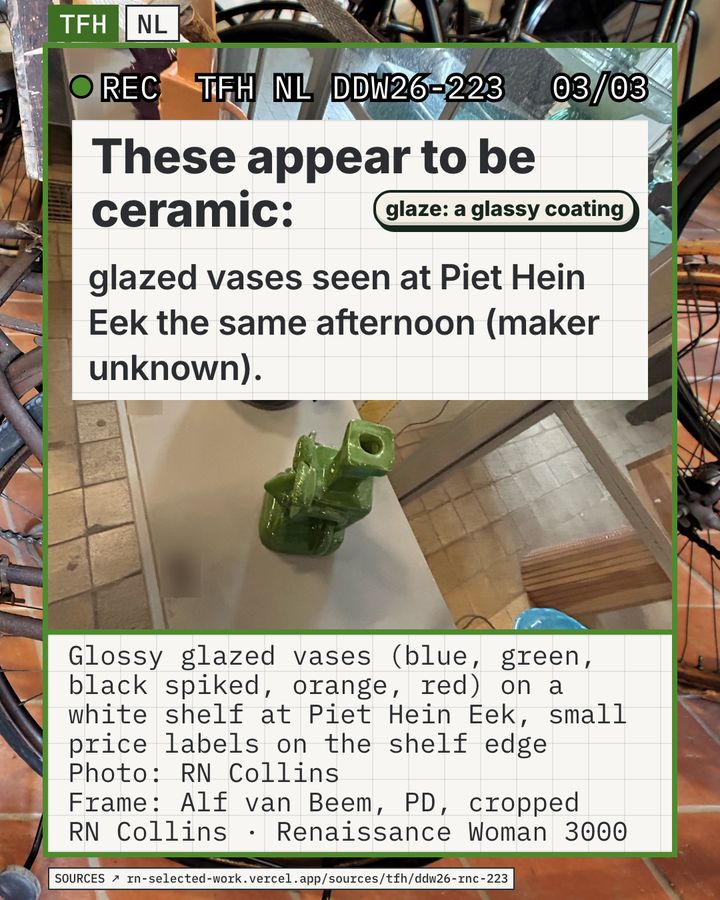 TFH NL
REC TFH NL DDW26-223 03/03
These appear to be
ceramic:
glaze: a glassy coating
glazed vases seen at Piet Hein
Eek the same afternoon (maker
unknown).
Glossy glazed vases (blue, green,
black spiked, orange, red) on a
white shelf at Piet Hein Eek, small
price labels on the shelf edge
Photo: RN Collins
Frame: Alf van Beem, PD, cropped
RN Collins · Renaissance Woman 3000
SOURCES ↗ rn-selected-work.vercel.app/sources/tfh/ddw26-rnc-223